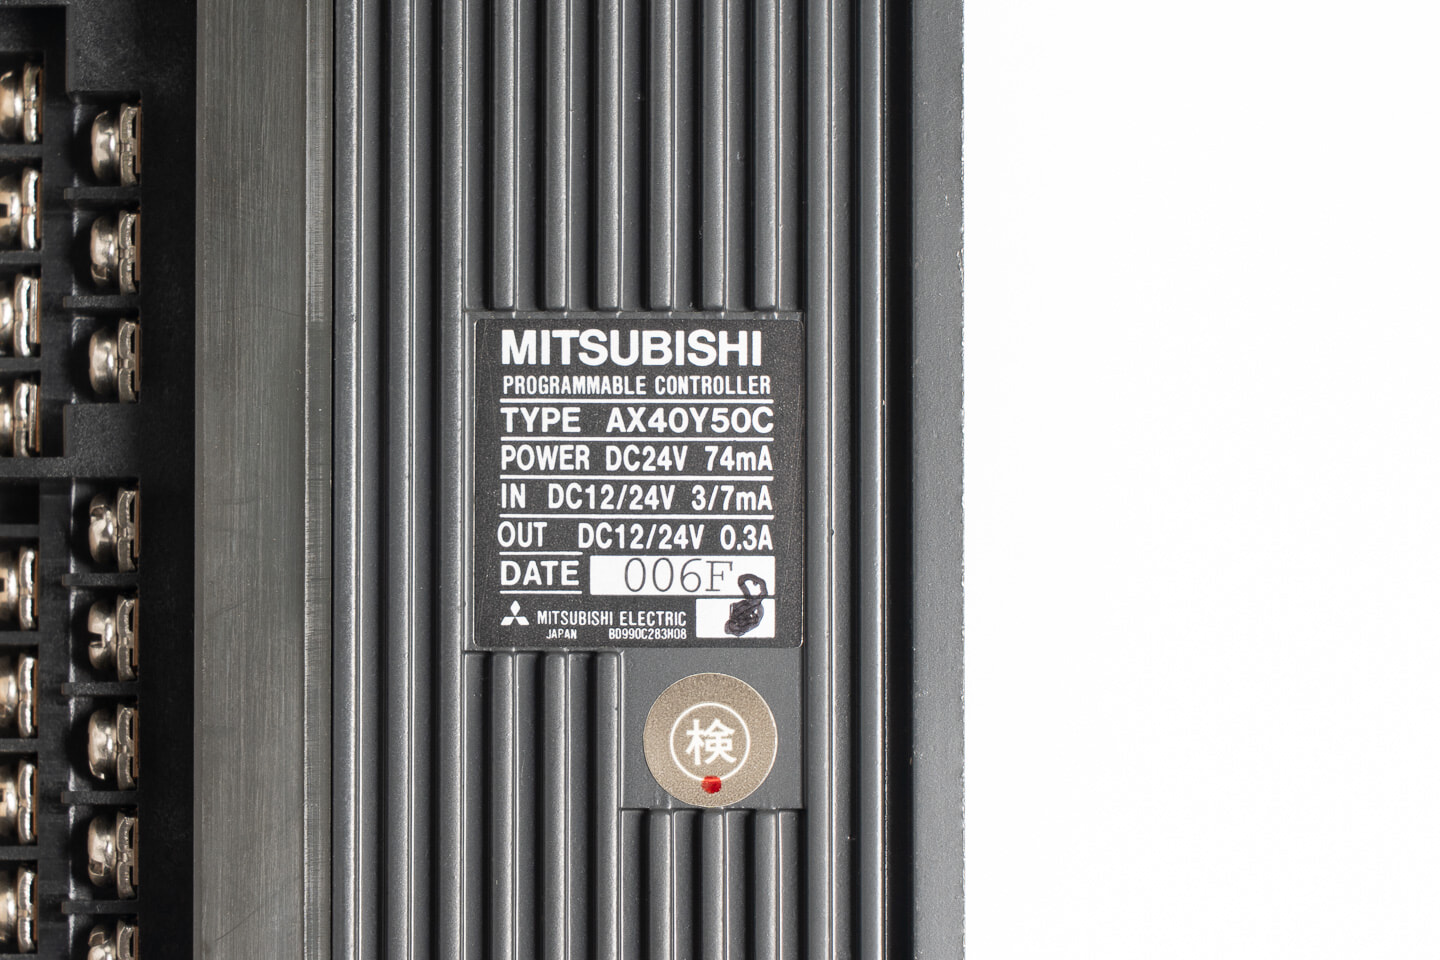 MITSUBISHI
PROGRAMMABLE CONTROLLER
TYPE AX40Y50C
POWER DC24V 74mA
IN DC12/24V 3/7mA
OUT DC12/24V 0.3A
DATE 006F
MITSUBISHI ELECTRIC
JAPAN BD990C283H08
検